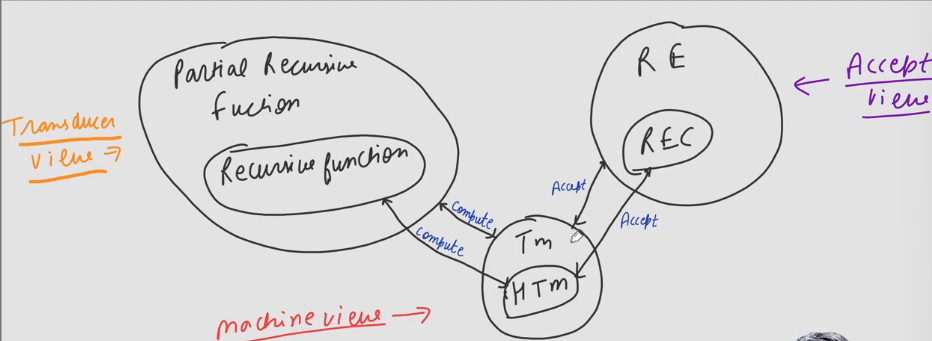 Partial Recursive
fuction
Recursive function
Transducer
view →
RE
REC
← Accept
view
Accept
Accept
compute
compute
Tm
HTm
machine view →